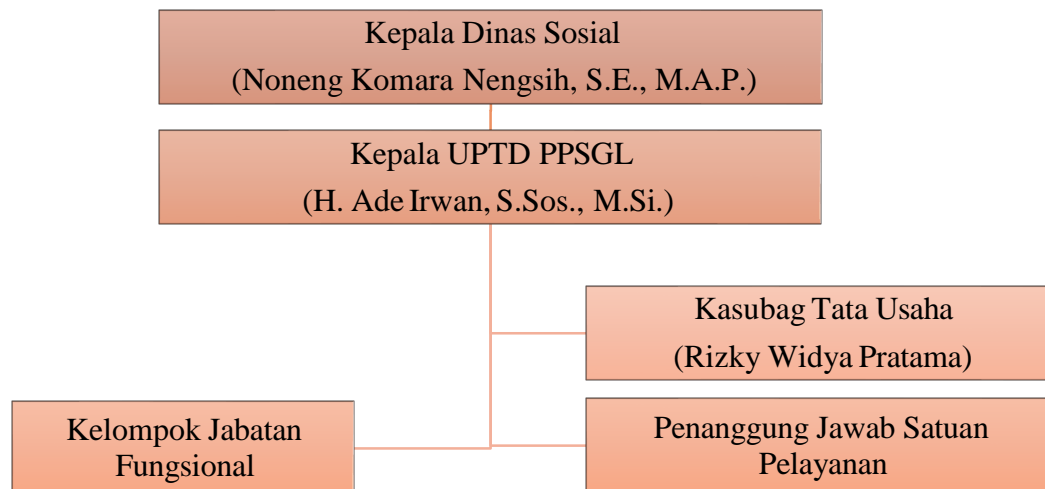 Kepala Dinas Sosial
(Noneng Komara Nengsih, S.E., M.A.P.)
Kepala UPTD PPSGL
(H. Ade Irwan, S.Sos., M.Si.)
Kasubag Tata Usaha
(Rizky Widya Pratama)
Kelompok Jabatan
Fungsional
Penanggung Jawab Satuan
Pelayanan